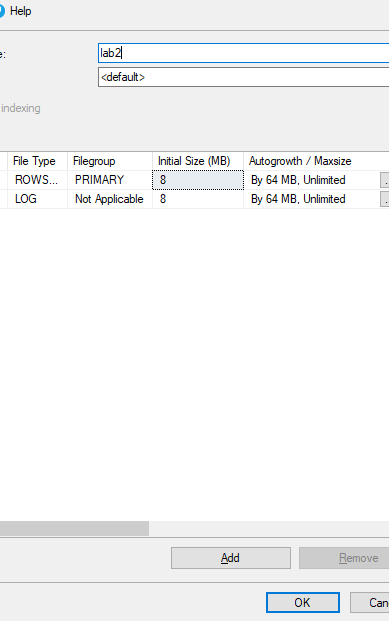 Help
e:
lab2
<default>
indexing
File Type Filegroup Initial Size (MB) Autogrowth / Maxsize
ROWS... PRIMARY 8 By 64 MB, Unlimited ...
LOG Not Applicable 8 By 64 MB, Unlimited ...
Add Remove
OK Can